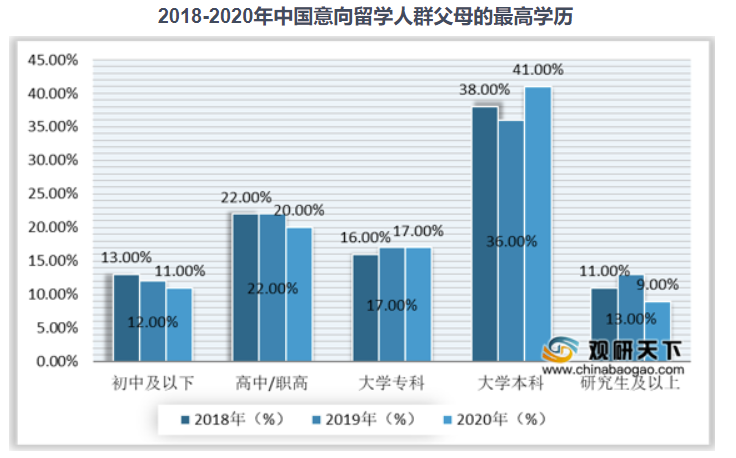 2018-2020年中国意向留学人群父母的最高学历
45.00%
40.00%
35.00%
30.00%
25.00%
20.00%
15.00%
10.00%
5.00%
0.00%
13.00%
12.00%
11.00%
22.00%
22.00%
20.00%
16.00%
17.00%
17.00%
38.00%
36.00%
41.00%
11.00%
13.00%
9.00%
初中及以下
高中/职高
大学专科
大学本科
研究生及以上
观研天下
www.chinabaogao.com
2018年（%） 2019年（%） 2020年（%）